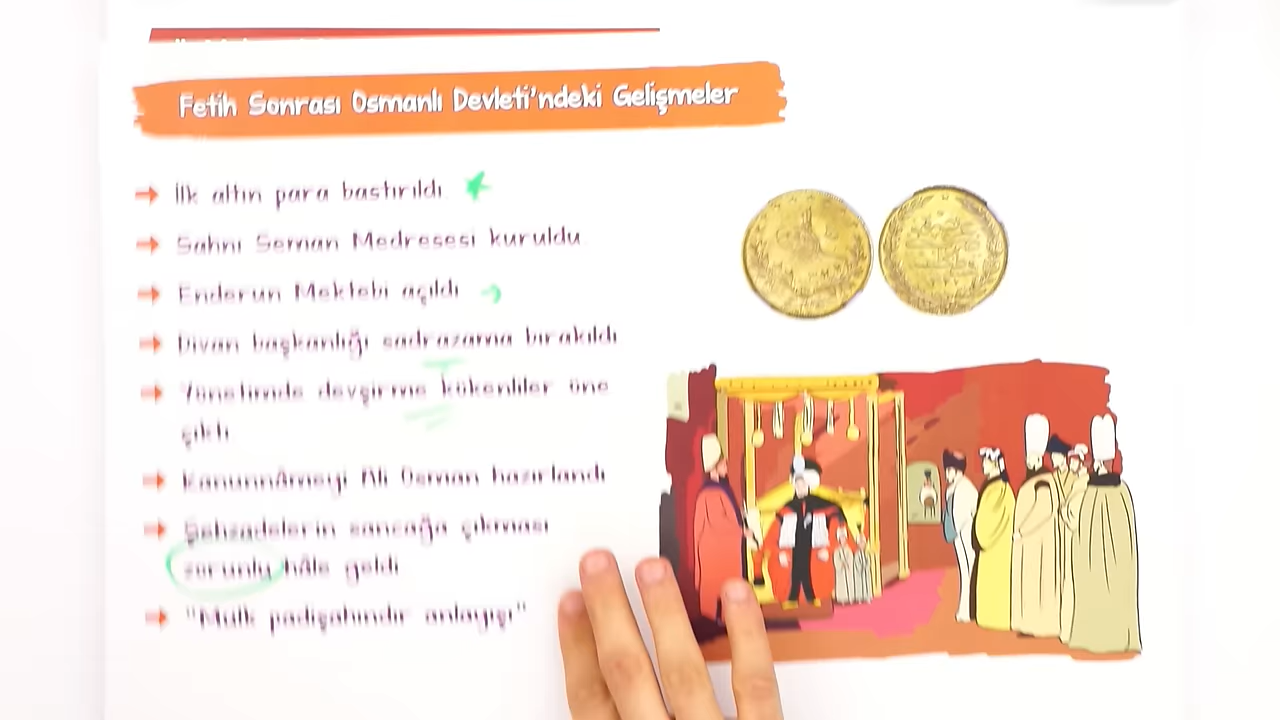 Fetih Sonrası Osmanlı Devleti'ndeki Gelişmeler
İlk altın para bastırıldı
Sahnı Seman Medresesi kuruldu
Enderun Mektebi açıldı
Divan başkanlığı sadrazama bırakıldı
Yönetimde devşirme kökenliler öne
çıktı
Kanunnâmeyi Ali Osman hazırlandı
Şehzadelerin sancağa çıkması
zorunlu hâle geldi
"Mülk padişahındır anlayışı"